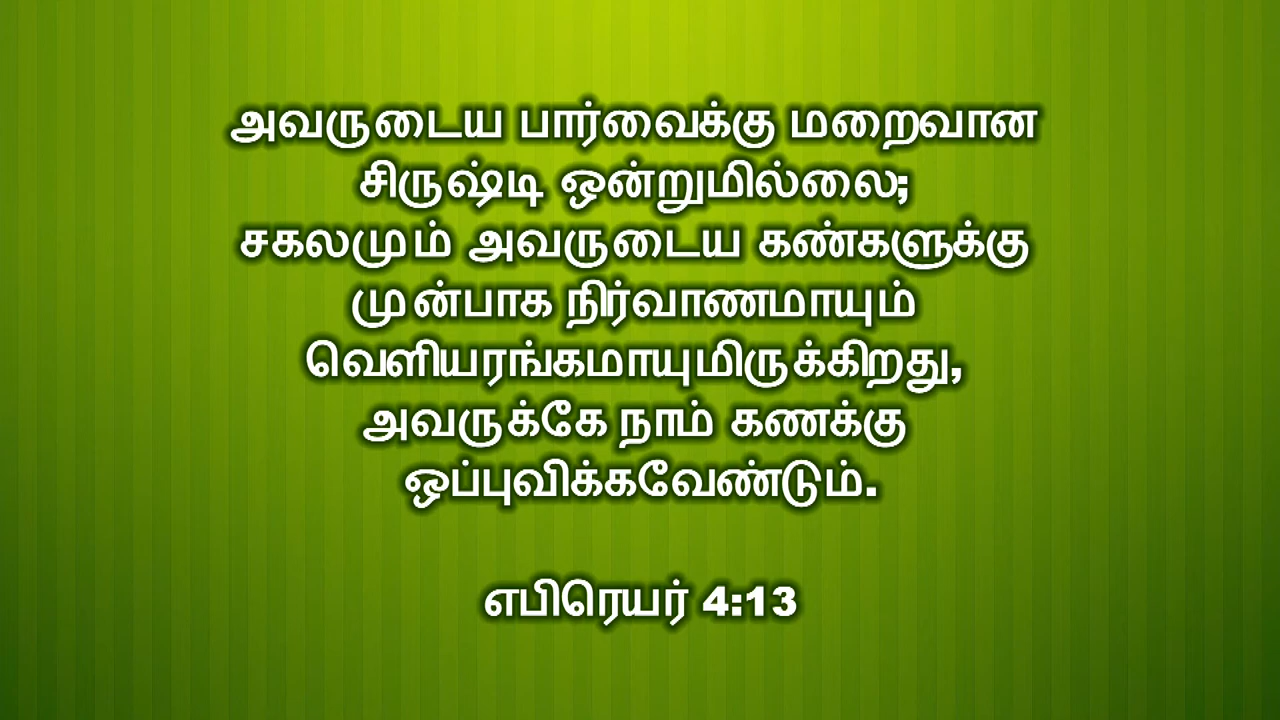 அவருடைய பார்வைக்கு மறைவான
சிருஷ்டி ஒன்றுமில்லை;
சகலமும் அவருடைய கண்களுக்கு
முன்பாக நிர்வாணமாயும்
வெளியரங்கமாயுமிருக்கிறது,
அவருக்கே நாம் கணக்கு
ஒப்புவிக்கவேண்டும்.
எபிரெயர் 4:13